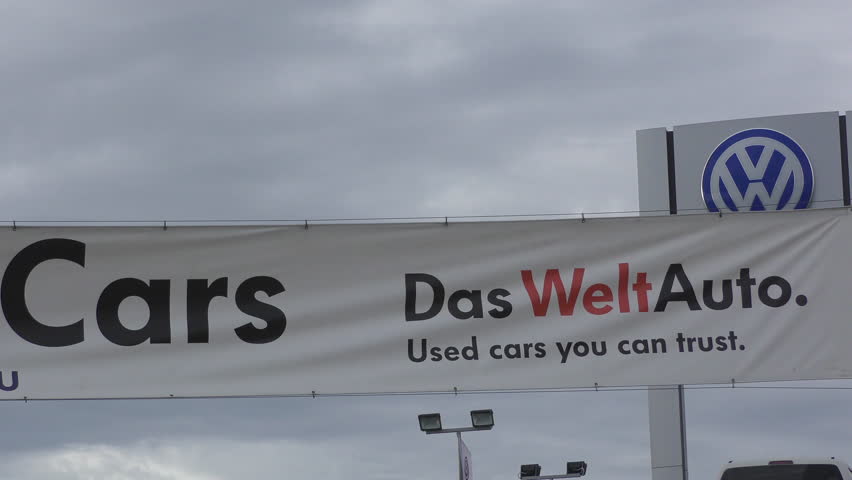 Cars
Das WeltAuto.
Used cars you can trust.